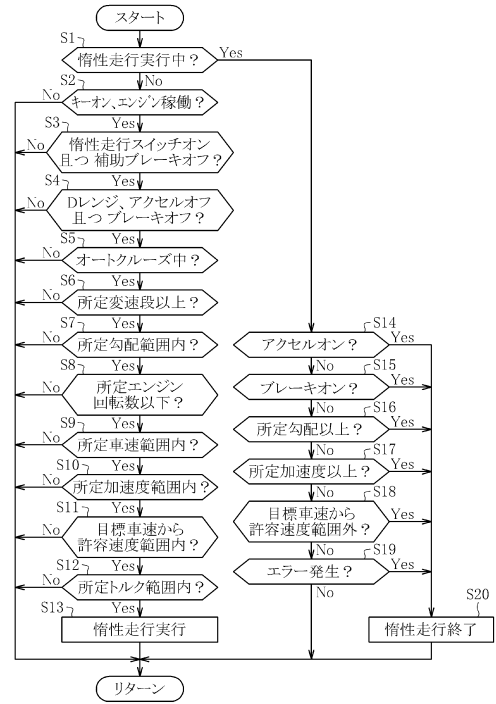 スタート
S1
惰性走行実行中？
Yes
No
S2
キーオン、エンジン稼働？
No
Yes
S3
惰性走行スイッチオン
且つ 補助ブレーキオフ？
No
Yes
S4
Dレンジ、アクセルオフ
且つ ブレーキオフ？
No
Yes
S5
オートクルーズ中？
No
Yes
S6
所定変速段以上？
No
Yes
S7
所定勾配範囲内？
No
Yes
S8
所定エンジン
回転数以下？
No
Yes
S9
所定車速範囲内？
No
Yes
S10
所定加速度範囲内？
No
Yes
S11
目標車速から
許容速度範囲内？
No
Yes
S12
所定トルク範囲内？
No
Yes
S13
惰性走行実行
S14
アクセルオン？
Yes
No
S15
ブレーキオン？
Yes
No
S16
所定勾配以上？
Yes
No
S17
所定加速度以上？
Yes
No
S18
目標車速から
許容速度範囲外？
Yes
No
S19
エラー発生？
Yes
No
S20
惰性走行終了
リターン